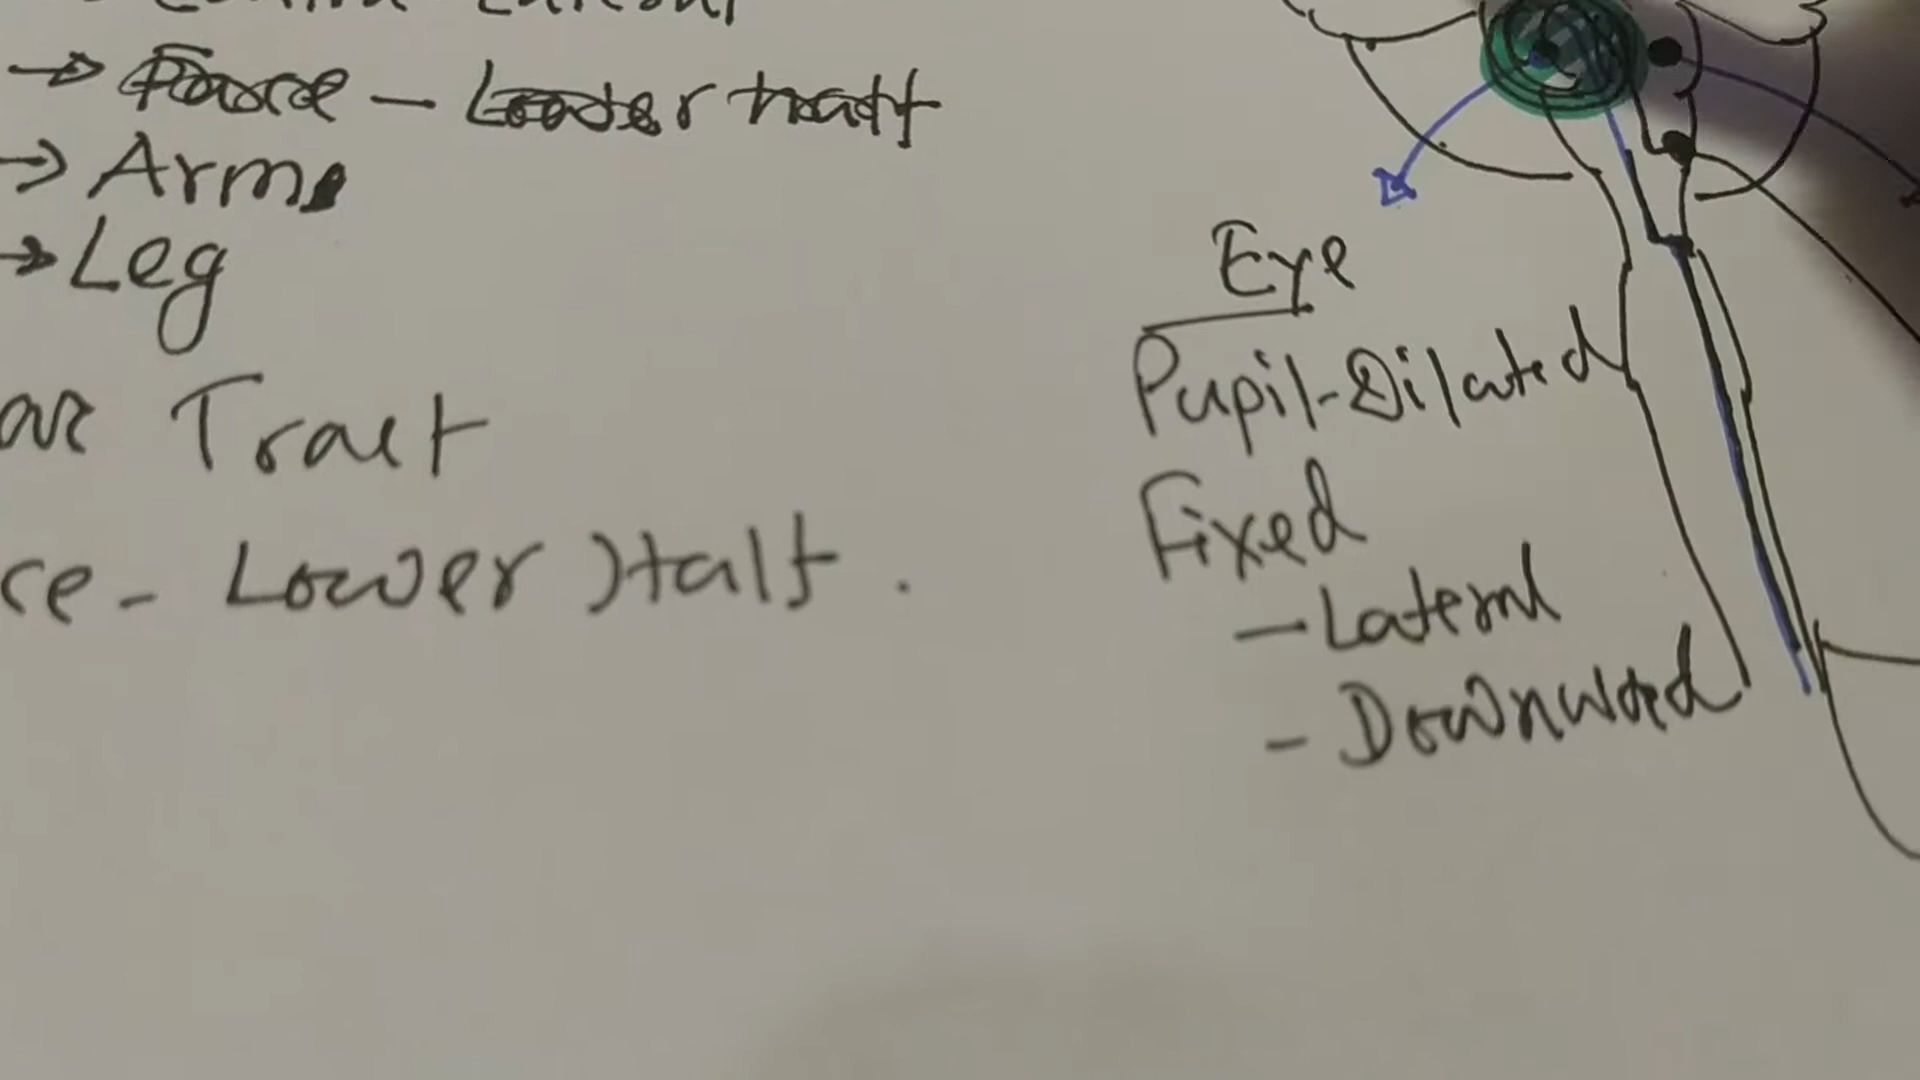 → Face - Lower half
→ Arm
→ Leg
ar Tract
ce - Lower Half.
Eye
Pupil - Dilated
Fixed
- Lateral
- Downward